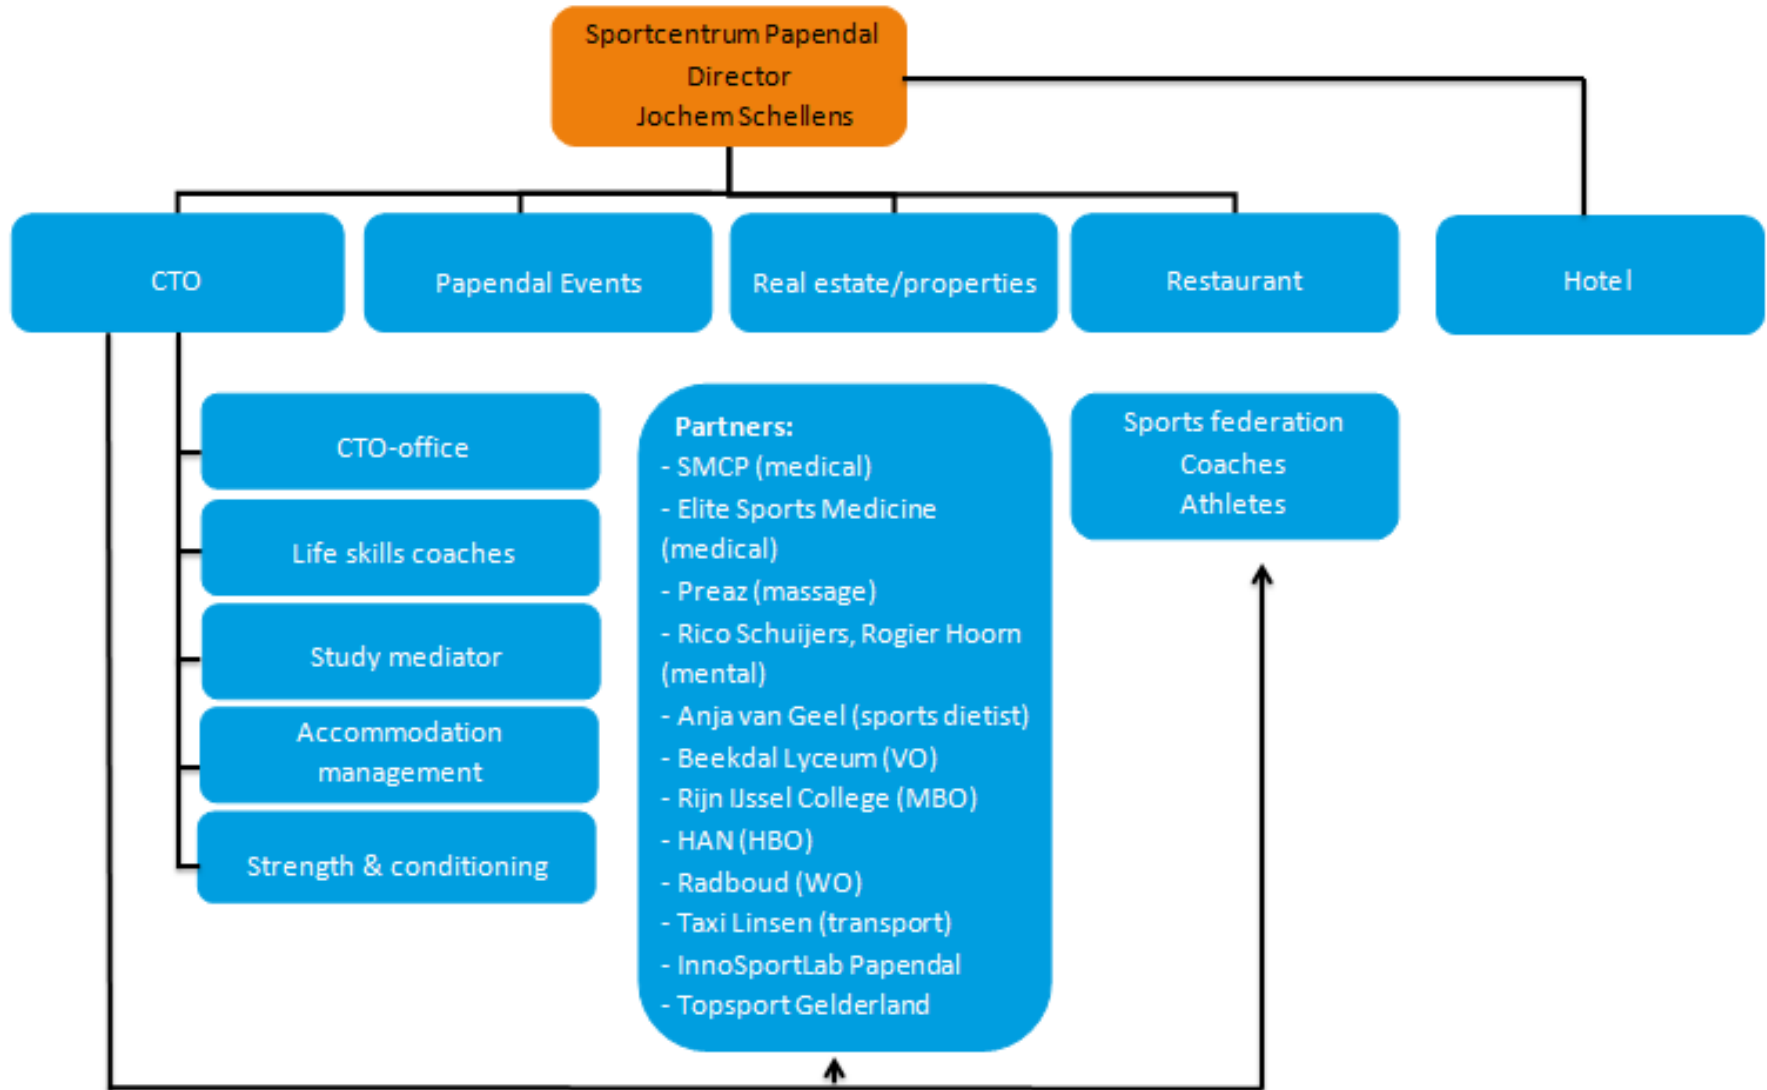 Sportcentrum Papendal
Director
Jochem Schellens
CTO
Papendal Events
Real estate/properties
Restaurant
Hotel
CTO-office
Life skills coaches
Study mediator
Accommodation
management
Strength & conditioning
Partners:
- SMCP (medical)
- Elite Sports Medicine
(medical)
- Preaz (massage)
- Rico Schuijers, Rogier Hoorn
(mental)
- Anja van Geel (sports dietist)
- Beekdal Lyceum (VO)
- Rijn IJssel College (MBO)
- HAN (HBO)
- Radboud (WO)
- Taxi Linsen (transport)
- InnoSportLab Papendal
- Topsport Gelderland
Sports federation
Coaches
Athletes